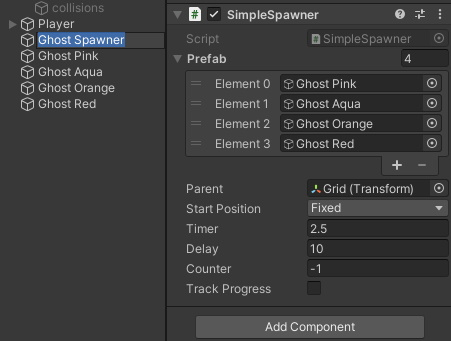 collisions
Player
Ghost Spawner
Ghost Pink
Ghost Aqua
Ghost Orange
Ghost Red
# SimpleSpawner
Script # SimpleSpawner
Prefab 4
Element 0 Ghost Pink
Element 1 Ghost Aqua
Element 2 Ghost Orange
Element 3 Ghost Red
+ −
Parent Grid (Transform)
Start Position Fixed
Timer 2.5
Delay 10
Counter -1
Track Progress
Add Component